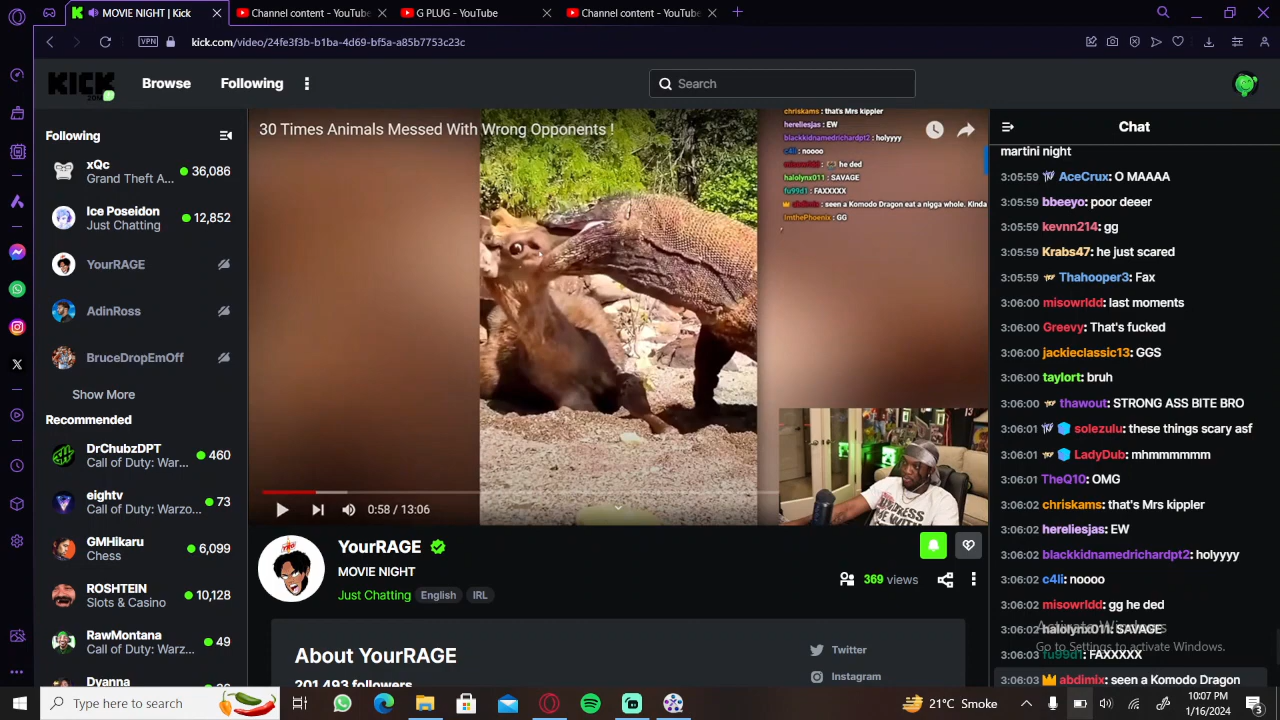 MOVIE NIGHT | Kick
Channel content - YouTube
G PLUG - YouTube
Channel content - YouTube
VPN
kick.com/video/24fe3f3b-b1ba-4d69-bf5a-a85b7753c23c
KICK
Browse
Following
Search
Following
xQc
Grand Theft A...
36,086
Ice Poseidon
Just Chatting
12,852
YourRAGE
AdinRoss
BruceDropEmOff
Show More
Recommended
DrChubzDPT
Call of Duty: Warz...
460
eightv
Call of Duty: Warzo...
73
GMHikaru
Chess
6,099
ROSHTEIN
Slots & Casino
10,128
RawMontana
Call of Duty: Warz...
49
Dyanna
30 Times Animals Messed With Wrong Opponents !
chriskams : that's Mrs kippler
hereliesjas : EW
blackkidnamedrichardpt2 : holyyyy
c4li : noooo
misowrldd : he ded
halolynx011 : SAVAGE
fu99d1 : FAXXXXX
abdimix : seen a Komodo Dragon eat a nigga whole. Kinda
ImthePhoenix : GG
3:58 / 13:06
YourRAGE
MOVIE NIGHT
Just Chatting
English
IRL
369 views
About YourRAGE
201,493 followers
Twitter
Instagram
Chat
martini night
3:05:59 AceCrux: O MAAAA
3:05:59 bbeeyo: poor deeer
3:05:59 kevnn214: gg
3:05:59 Krabs47: he just scared
3:05:59 Thahooper3: Fax
3:06:00 misowrldd: last moments
3:06:00 Greevy: That's fucked
3:06:00 jackieclassic13: GGS
3:06:00 taylort: bruh
3:06:00 thawout: STRONG ASS BITE BRO
3:06:01 solezulu: these things scary asf
3:06:01 LadyDub: mhmmmmmm
3:06:01 TheQ10: OMG
3:06:02 chriskams: that's Mrs kippler
3:06:02 hereliesjas: EW
3:06:02 blackkidnamedrichardpt2: holyyyy
3:06:02 c4li: noooo
3:06:02 misowrldd: gg he ded
3:06:02 halolynx011: SAVAGE
3:06:03 fu99d1: FAXXXXX
3:06:03 abdimix: seen a Komodo Dragon
Activate Windows
Go to Settings to activate Windows.
Type here to search
21°C Smoke
10:07 PM
1/16/2024
3